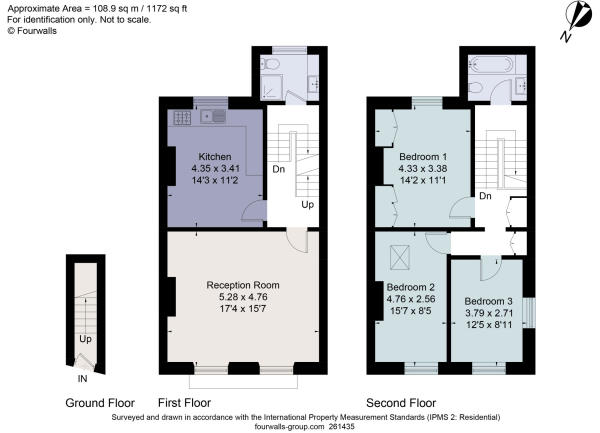 Approximate Area = 108.9 sq m / 1172 sq ft
For identification only. Not to scale.
© Fourwalls
N
Kitchen
4.35 x 3.41
14'3 x 11'2
Dn
Up
Bedroom 1
4.33 x 3.38
14'2 x 11'1
Dn
Reception Room
5.28 x 4.76
17'4 x 15'7
Bedroom 2
4.76 x 2.56
15'7 x 8'5
Bedroom 3
3.79 x 2.71
12'5 x 8'11
Up
IN
Ground Floor
First Floor
Second Floor
Surveyed and drawn in accordance with the International Property Measurement Standards (IPMS 2: Residential)
fourwalls-group.com 261435